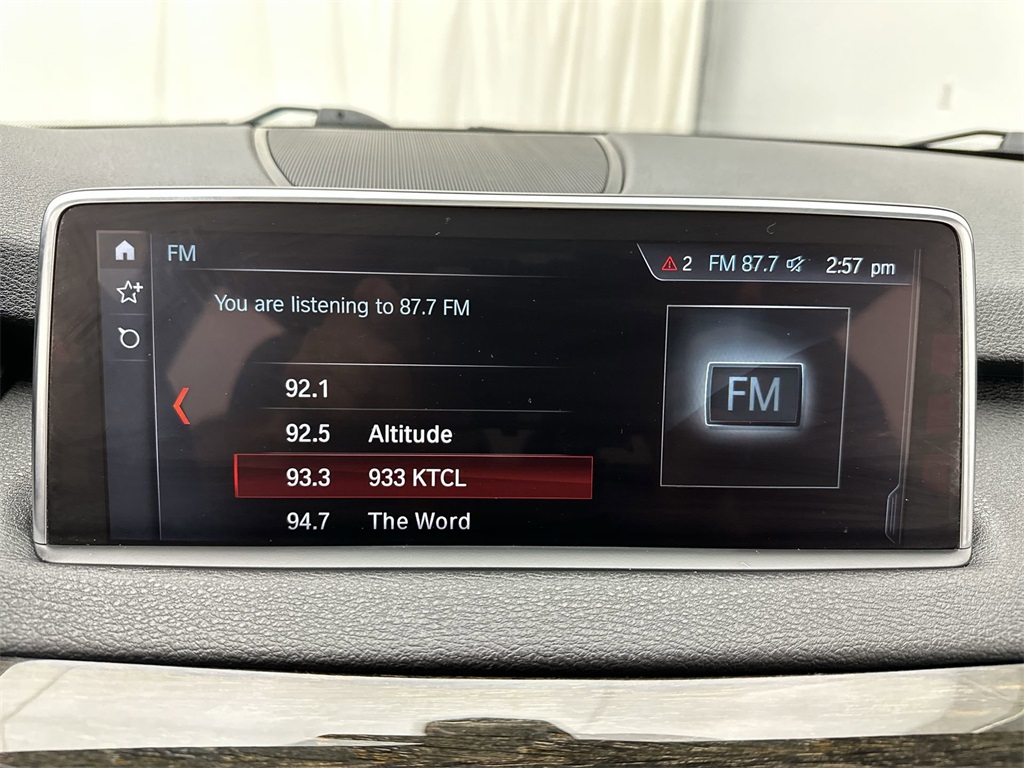 FM
2 FM 87.7 2:57 pm
You are listening to 87.7 FM
92.1
92.5 Altitude
93.3 933 KTCL
94.7 The Word
FM